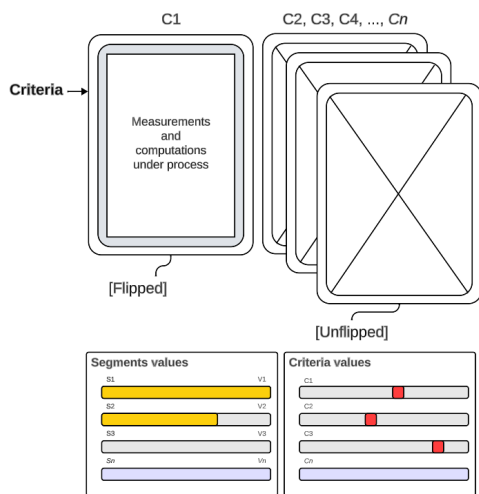 C1
C2, C3, C4, ..., Cn
Criteria
Measurements
and
computations
under process
[Flipped]
[Unflipped]
Segments values
S1 V1
S2 V2
S3 V3
Sn Vn
Criteria values
C1
C2
C3
Cn